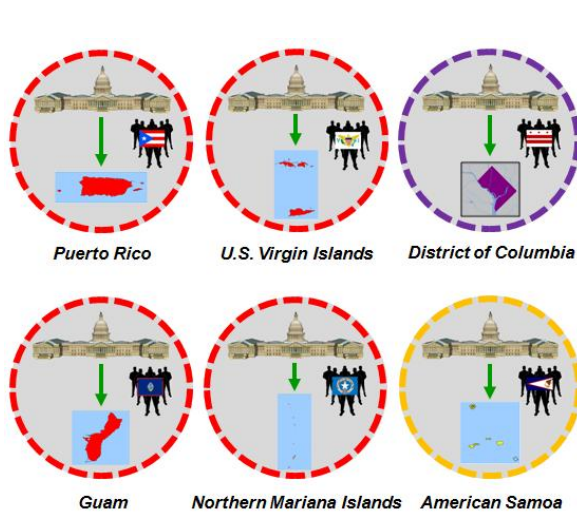 Puerto Rico
U.S. Virgin Islands
District of Columbia
Guam
Northern Mariana Islands
American Samoa